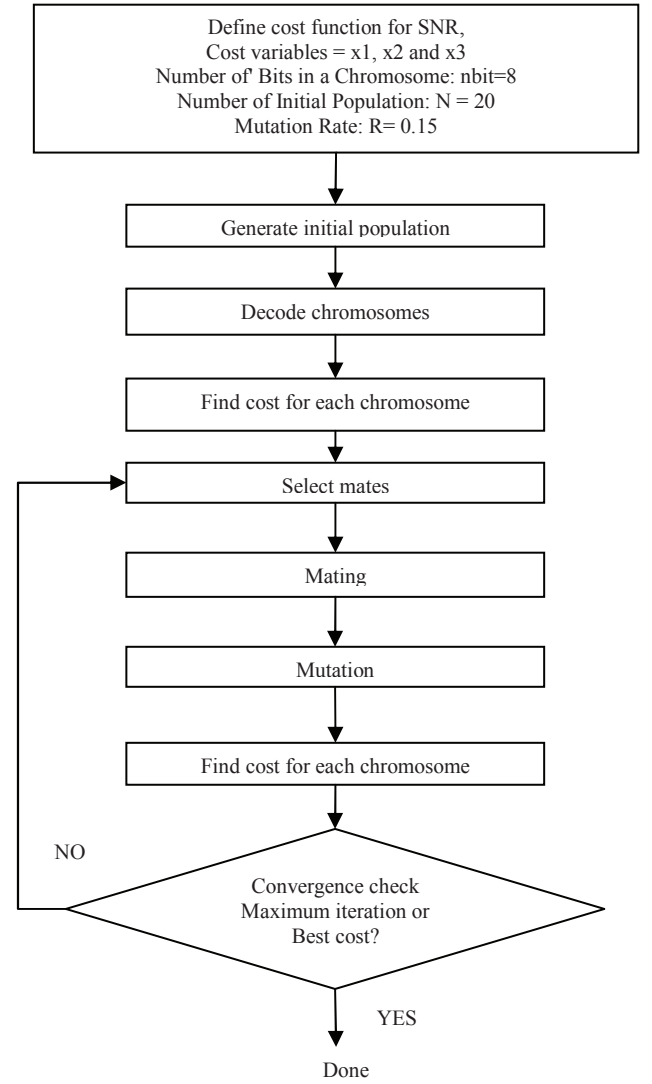 Define cost function for SNR,
Cost variables = x1, x2 and x3
Number of' Bits in a Chromosome: nbit=8
Number of Initial Population: N = 20
Mutation Rate: R= 0.15
Generate initial population
Decode chromosomes
Find cost for each chromosome
Select mates
Mating
Mutation
Find cost for each chromosome
NO
Convergence check
Maximum iteration or
Best cost?
YES
Done